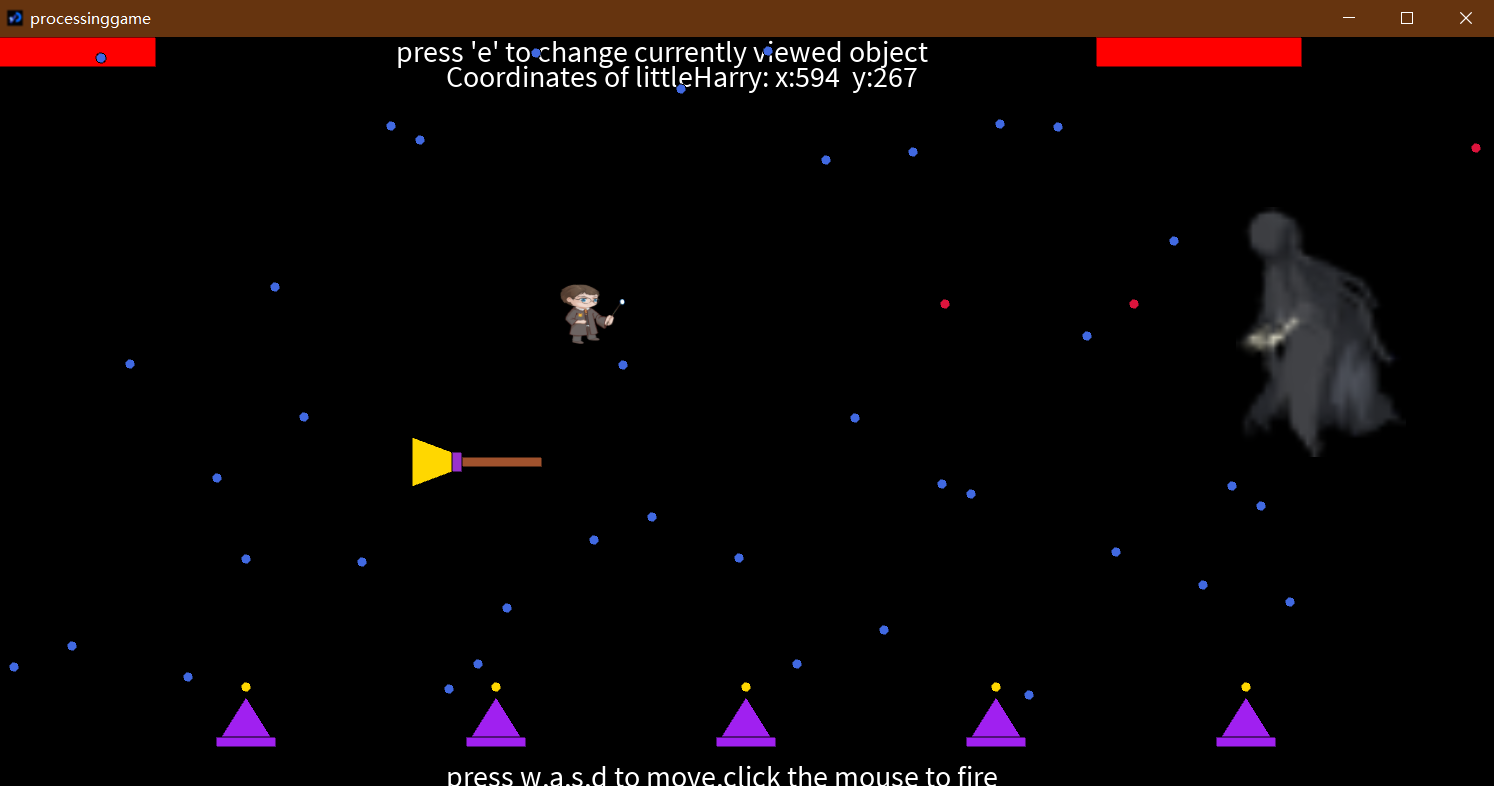 processinggame
press 'e' to change currently viewed object
Coordinates of littleHarry: x:594  y:267
press w,a,s,d to move,click the mouse to fire